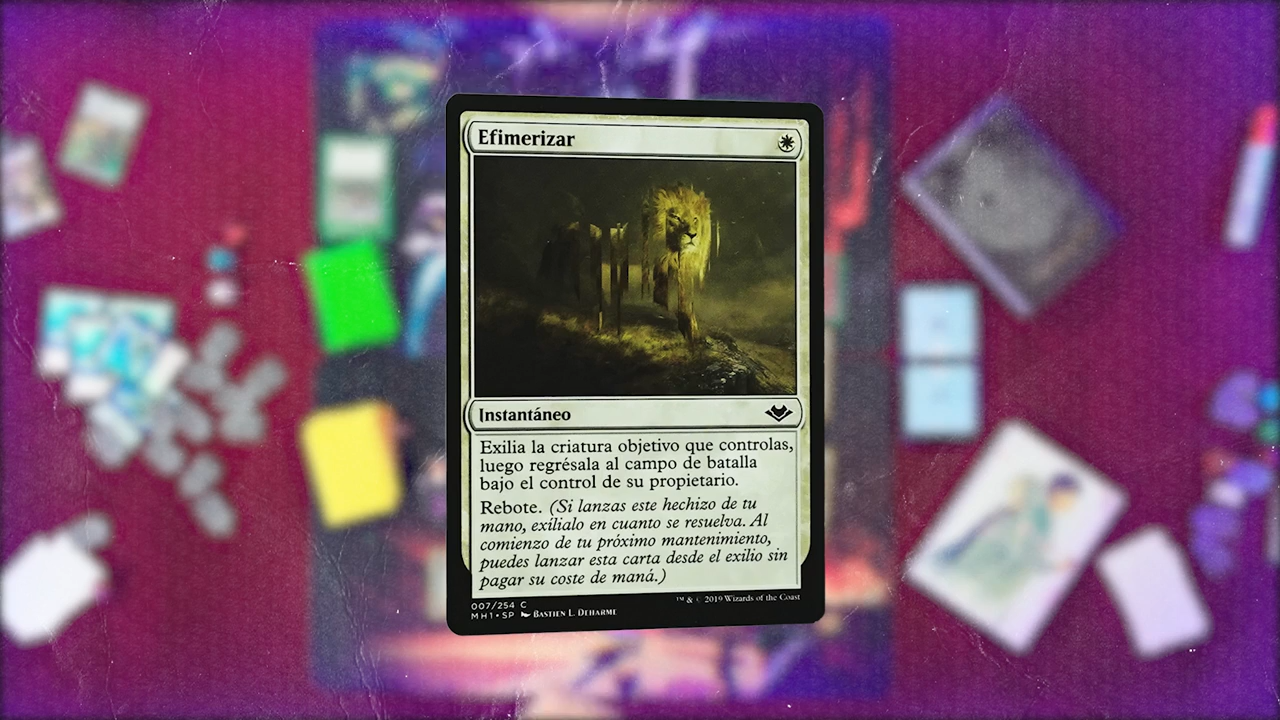 Efimerizar
Instantáneo
Exilia la criatura objetivo que controlas,
luego regrésala al campo de batalla
bajo el control de su propietario.
Rebote. (Si lanzas este hechizo de tu
mano, exílialo en cuanto se resuelva. Al
comienzo de tu próximo mantenimiento,
puedes lanzar esta carta desde el exilio sin
pagar su coste de maná.)
007/254 C
MH1 • SP BASTIEN L. DEHARME
™ & © 2019 Wizards of the Coast